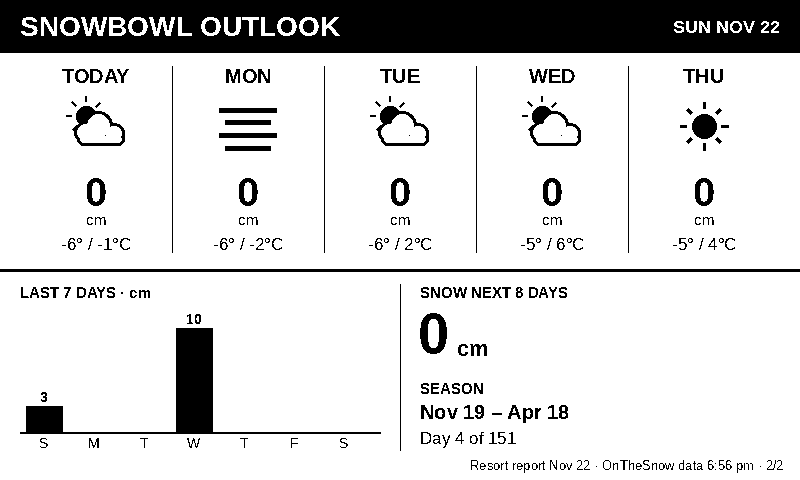 SNOWBOWL OUTLOOK SUN NOV 22
TODAY MON TUE WED THU
0 0 0 0 0
cm cm cm cm cm
-6° / -1°C -6° / -2°C -6° / 2°C -5° / 6°C -5° / 4°C
LAST 7 DAYS · cm
10
3
S M T W T F S
SNOW NEXT 8 DAYS
0 cm
SEASON
Nov 19 – Apr 18
Day 4 of 151
Resort report Nov 22 · OnTheSnow data 6:56 pm · 2/2